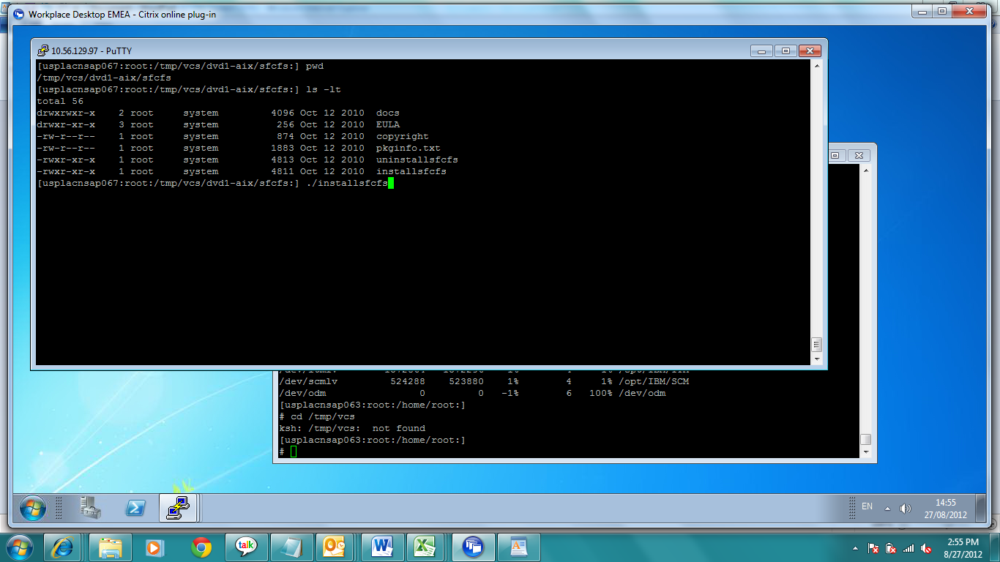 Workplace Desktop EMEA - Citrix online plug-in
10.56.129.97 - PuTTY
[usplacnsap067:root:/tmp/vcs/dvd1-aix/sfcfs:] pwd
/tmp/vcs/dvd1-aix/sfcfs
[usplacnsap067:root:/tmp/vcs/dvd1-aix/sfcfs:] ls -lt
total 56
drwxrwxr-x    2 root     system         4096 Oct 12 2010  docs
drwxr-xr-x    3 root     system          256 Oct 12 2010  EULA
-rw-r--r--    1 root     system          874 Oct 12 2010  copyright
-rw-r--r--    1 root     system         1883 Oct 12 2010  pkginfo.txt
-rwxr-xr-x    1 root     system         4813 Oct 12 2010  uninstallsfcfs
-rwxr-xr-x    1 root     system         4811 Oct 12 2010  installsfcfs
[usplacnsap067:root:/tmp/vcs/dvd1-aix/sfcfs:] ./installsfcfs
/dev/scmlv         524288    523880    1%        4     1% /opt/IBM/SCM
/dev/odm                0         0   -1%        6   100% /dev/odm
[usplacnsap063:root:/home/root:]
# cd /tmp/vcs
ksh: /tmp/vcs:  not found
[usplacnsap063:root:/home/root:]
#
EN
14:55
27/08/2012
talk
2:55 PM
8/27/2012